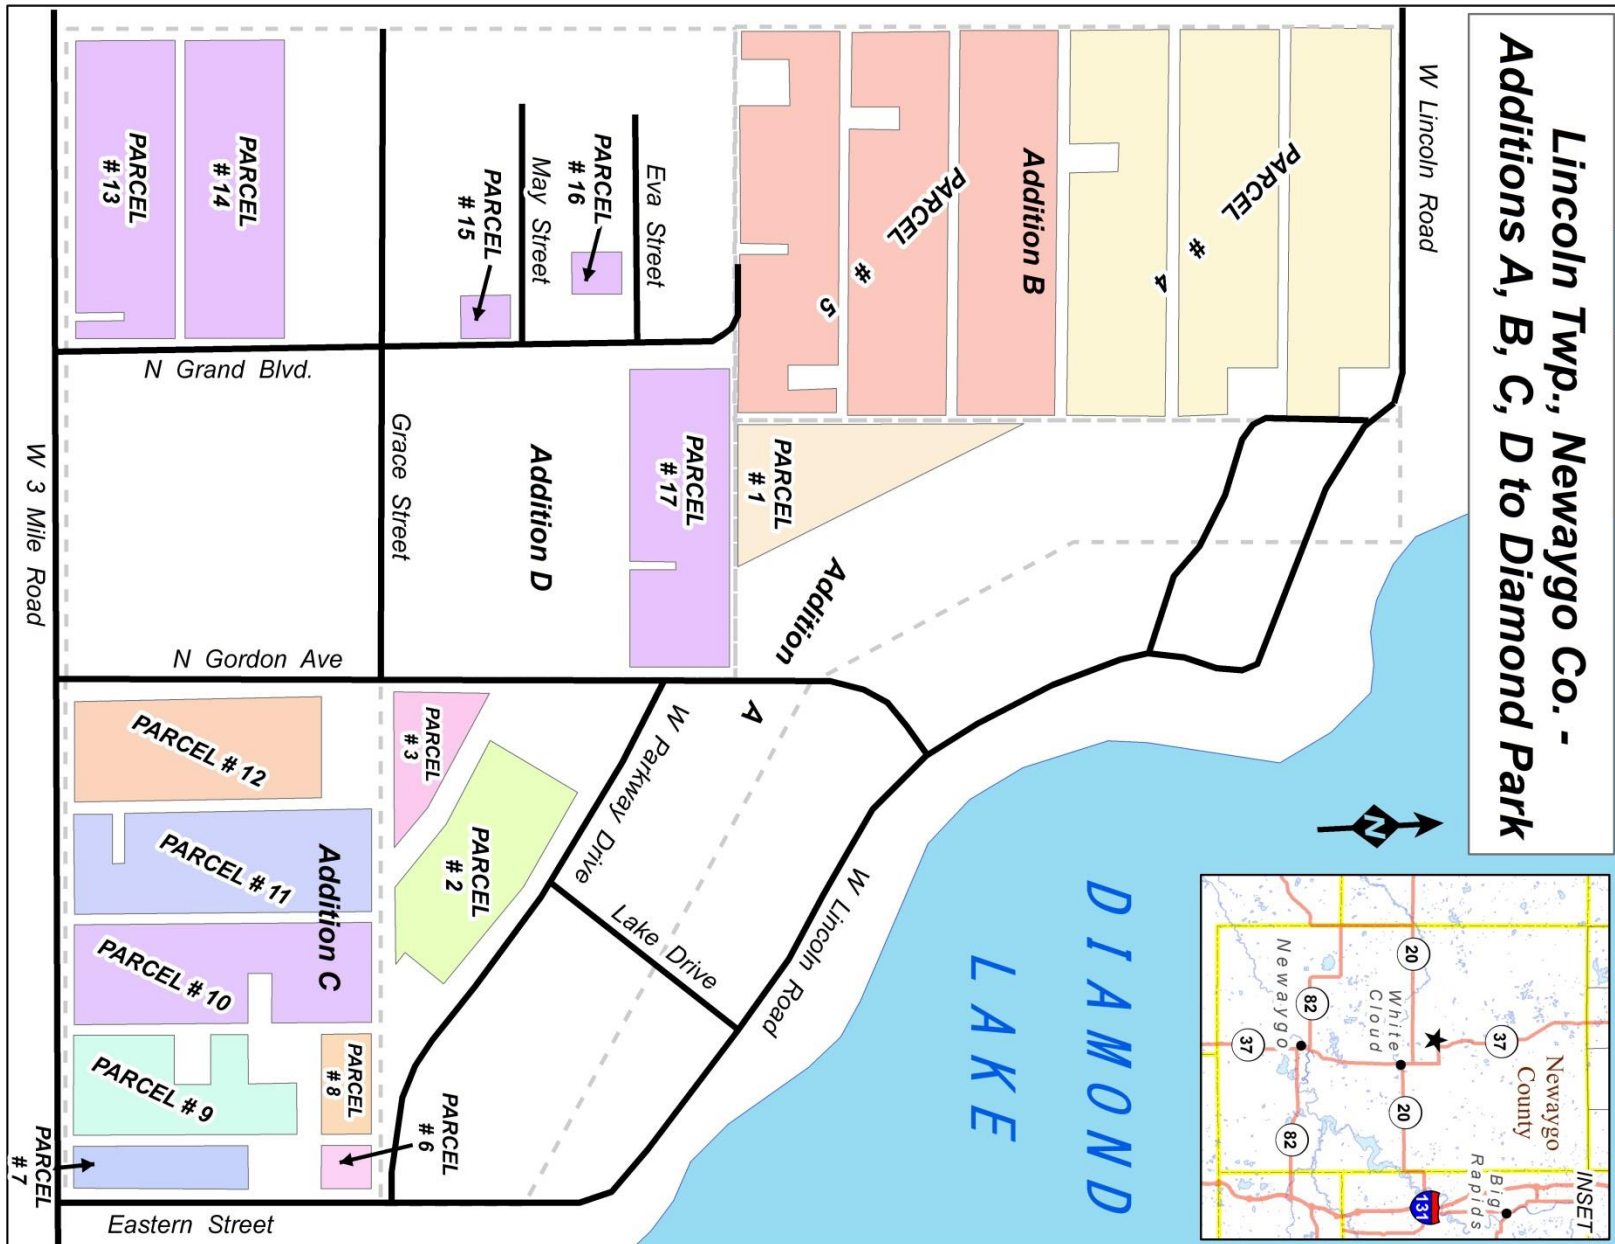 Lincoln Twp., Newaygo Co. -
Additions A, B, C, D to Diamond Park
W Lincoln Road
PARCEL
#
4
Addition B
PARCEL
#
5
Eva Street
PARCEL
# 16
May Street
PARCEL
# 15
PARCEL
# 14
PARCEL
# 13
N Grand Blvd.
Grace Street
W 3 Mile Road
Addition D
PARCEL
# 17
PARCEL
# 1
Addition
A
N Gordon Ave
W Parkway Drive
PARCEL
# 3
PARCEL
# 2
PARCEL # 12
PARCEL # 11
Addition C
PARCEL # 10
PARCEL # 9
PARCEL
# 8
PARCEL
# 6
PARCEL
# 7
Eastern Street
Lake Drive
W Lincoln Road
DIAMOND
LAKE
N
INSET
Newaygo
County
Big
Rapids
White
Cloud
Newaygo
20
82
37
37
20
82
131